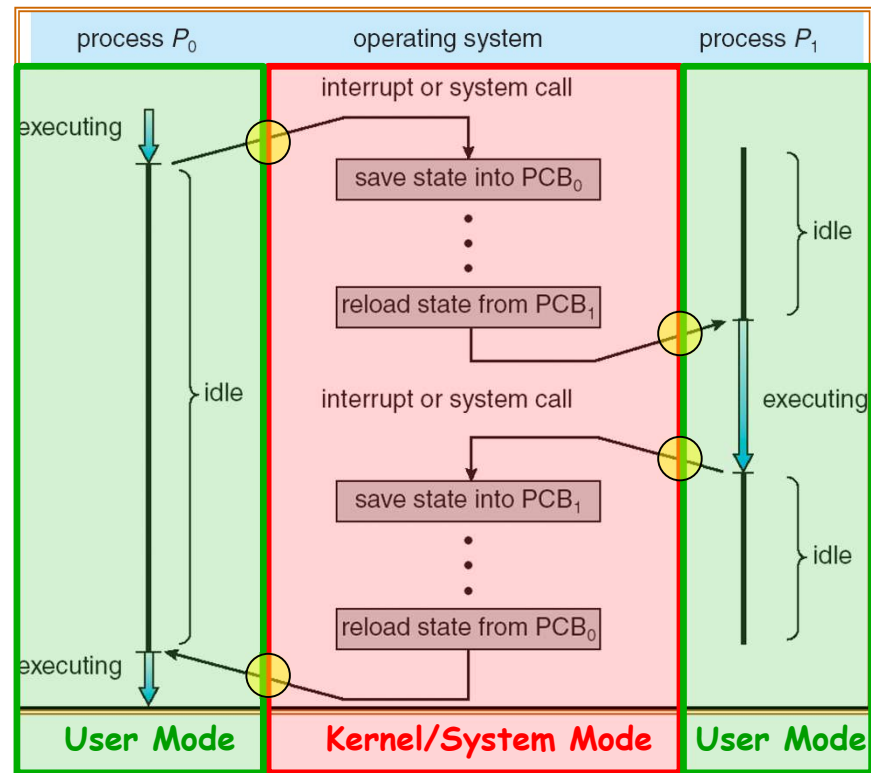 process P₀ operating system process P₁
interrupt or system call
executing
save state into PCB₀
idle
reload state from PCB₁
idle
interrupt or system call
executing
save state into PCB₁
idle
reload state from PCB₀
executing
User Mode Kernel/System Mode User Mode